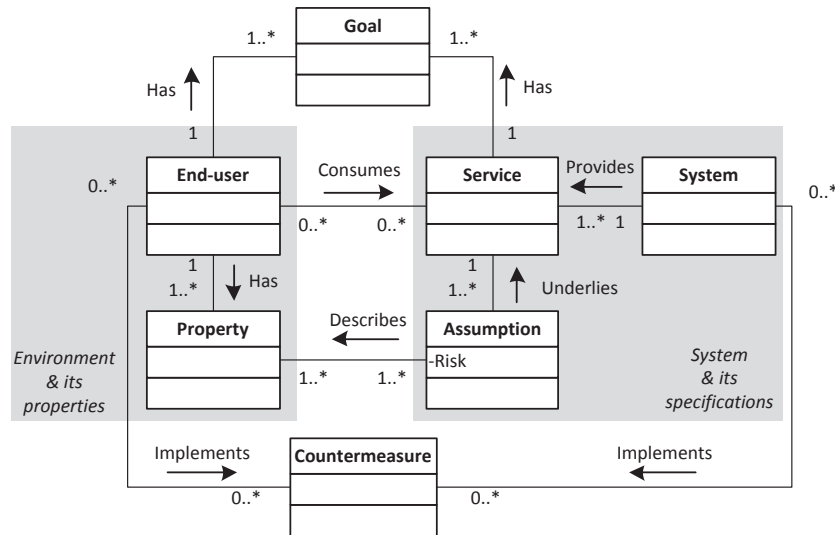 Goal
1..*
1..*
Has
Has
1
1
End-user
Consumes
Service
Provides
System
0..*
0..*
0..*
0..*
1..*
1
1
Has
1..*
1
Underlies
1..*
Property
Describes
Assumption
-Risk
Environment
& its
properties
1..*
1..*
System
& its
specifications
Implements
Countermeasure
Implements
0..*
0..*